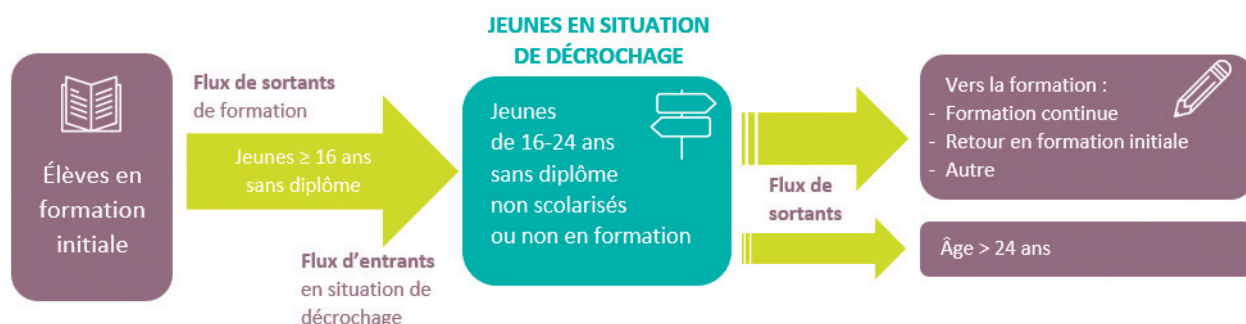 JEUNES EN SITUATION
DE DÉCROCHAGE
Élèves en
formation
initiale
Flux de sortants
de formation
Jeunes ≥ 16 ans
sans diplôme
Flux d’entrants
en situation de
décrochage
Jeunes
de 16-24 ans
sans diplôme
non scolarisés
ou non en formation
Flux de
sortants
Vers la formation :
- Formation continue
- Retour en formation initiale
- Autre
Âge > 24 ans